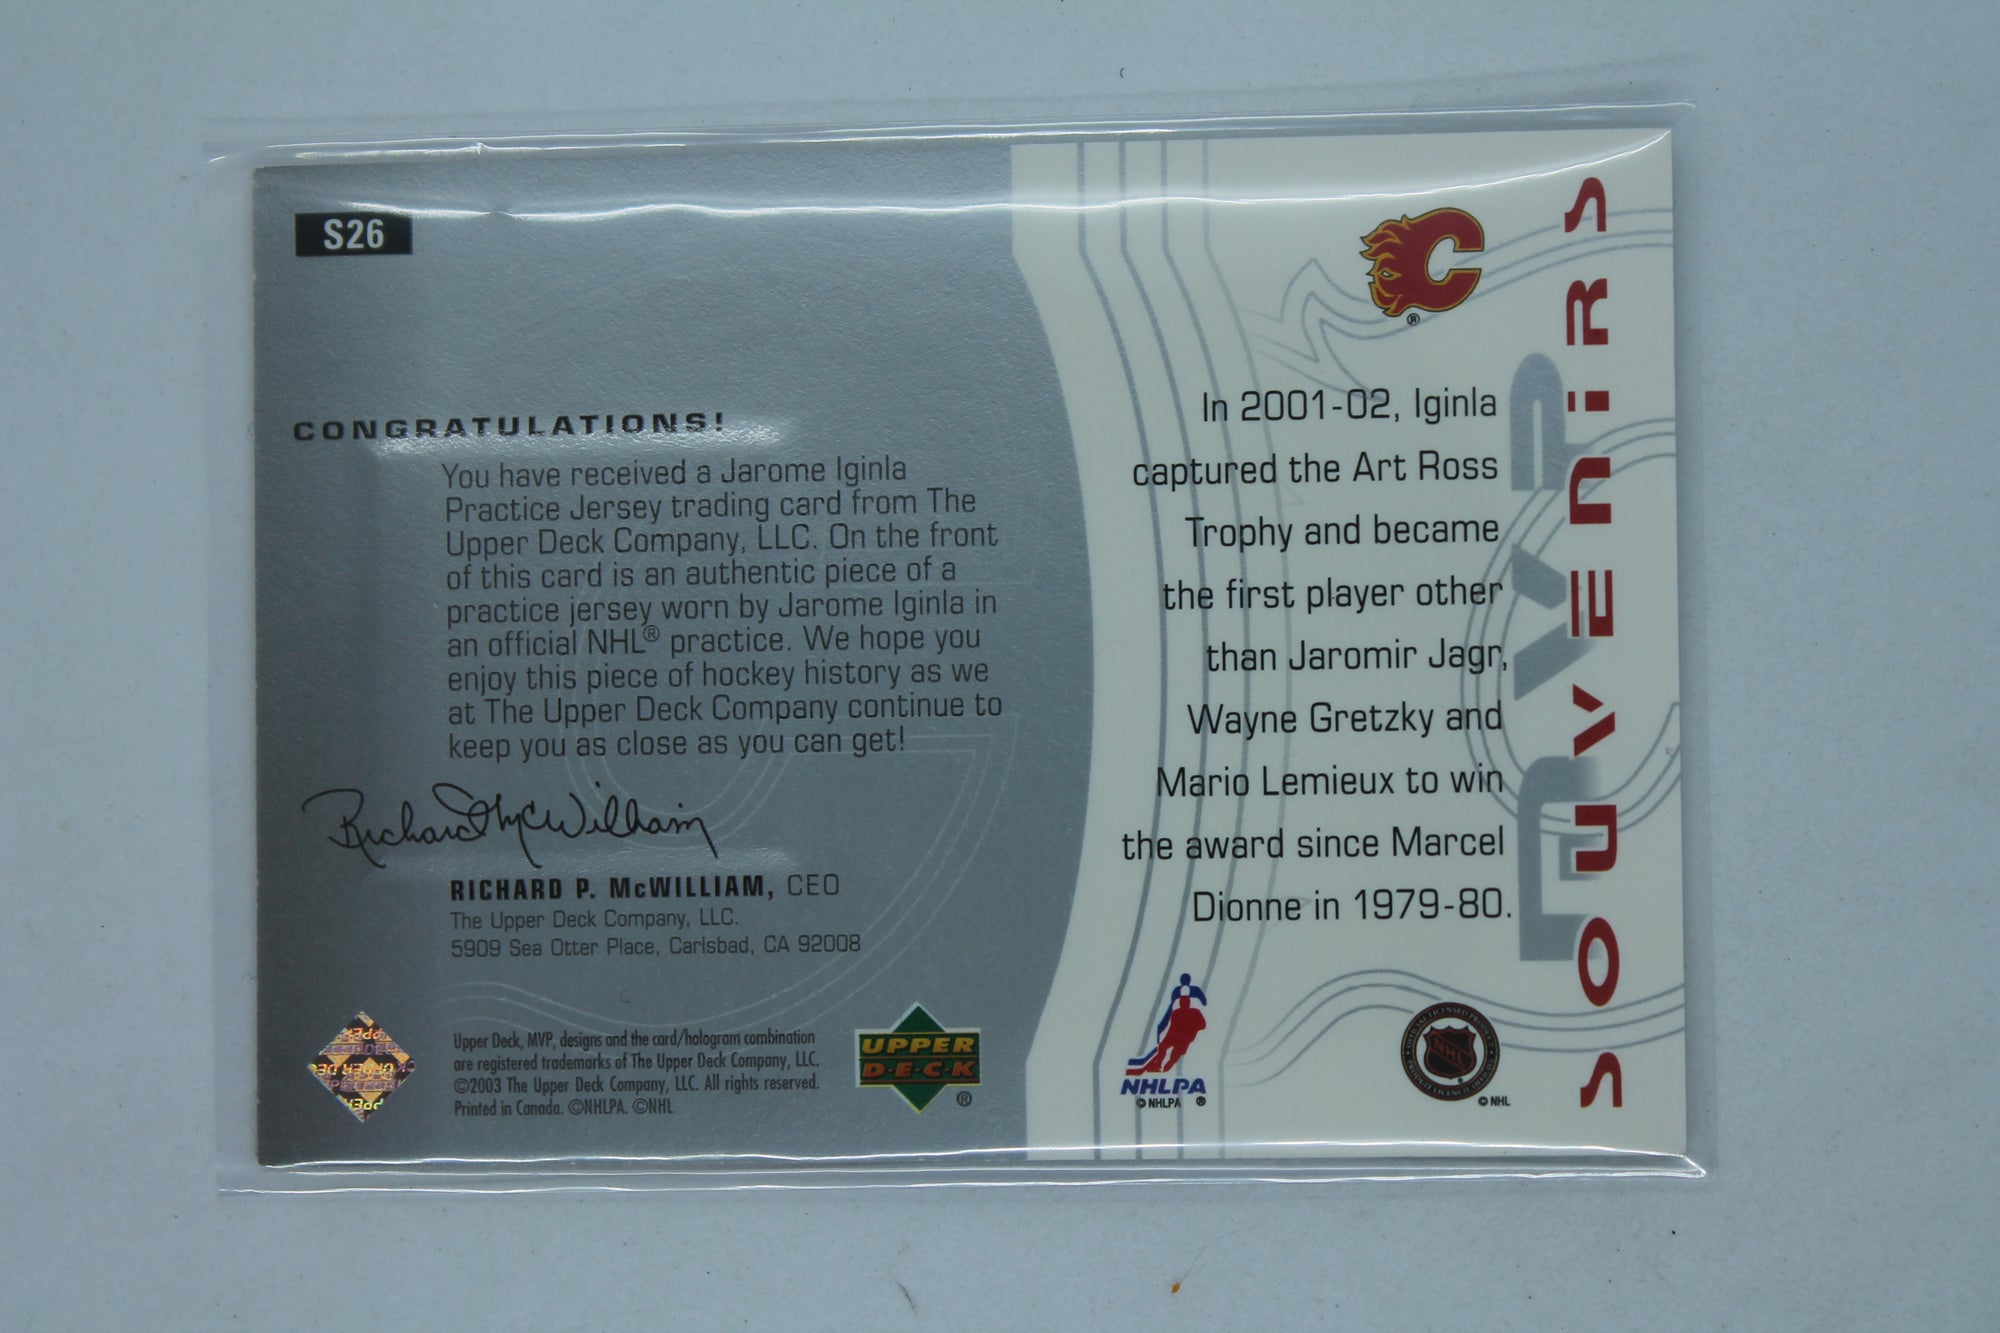 S26
CONGRATULATIONS!
You have received a Jarome Iginla
Practice Jersey trading card from The
Upper Deck Company, LLC. On the front
of this card is an authentic piece of a
practice jersey worn by Jarome Iginla in
an official NHL® practice. We hope you
enjoy this piece of hockey history as we
at The Upper Deck Company continue to
keep you as close as you can get!
Richard McWilliam
RICHARD P. McWILLIAM, CEO
The Upper Deck Company, LLC.
5909 Sea Otter Place, Carlsbad, CA 92008
Upper Deck, MVP, designs and the card/hologram combination
are registered trademarks of The Upper Deck Company, LLC.
©2003 The Upper Deck Company, LLC. All rights reserved.
Printed in Canada. ©NHLPA. ©NHL
UPPER
D·E·C·K
®
C
®
In 2001-02, Iginla
captured the Art Ross
Trophy and became
the first player other
than Jaromir Jagr,
Wayne Gretzky and
Mario Lemieux to win
the award since Marcel
Dionne in 1979-80.
NHLPA
© NHLPA ®
NHL
© NHL
MVP
SOUVENIRS